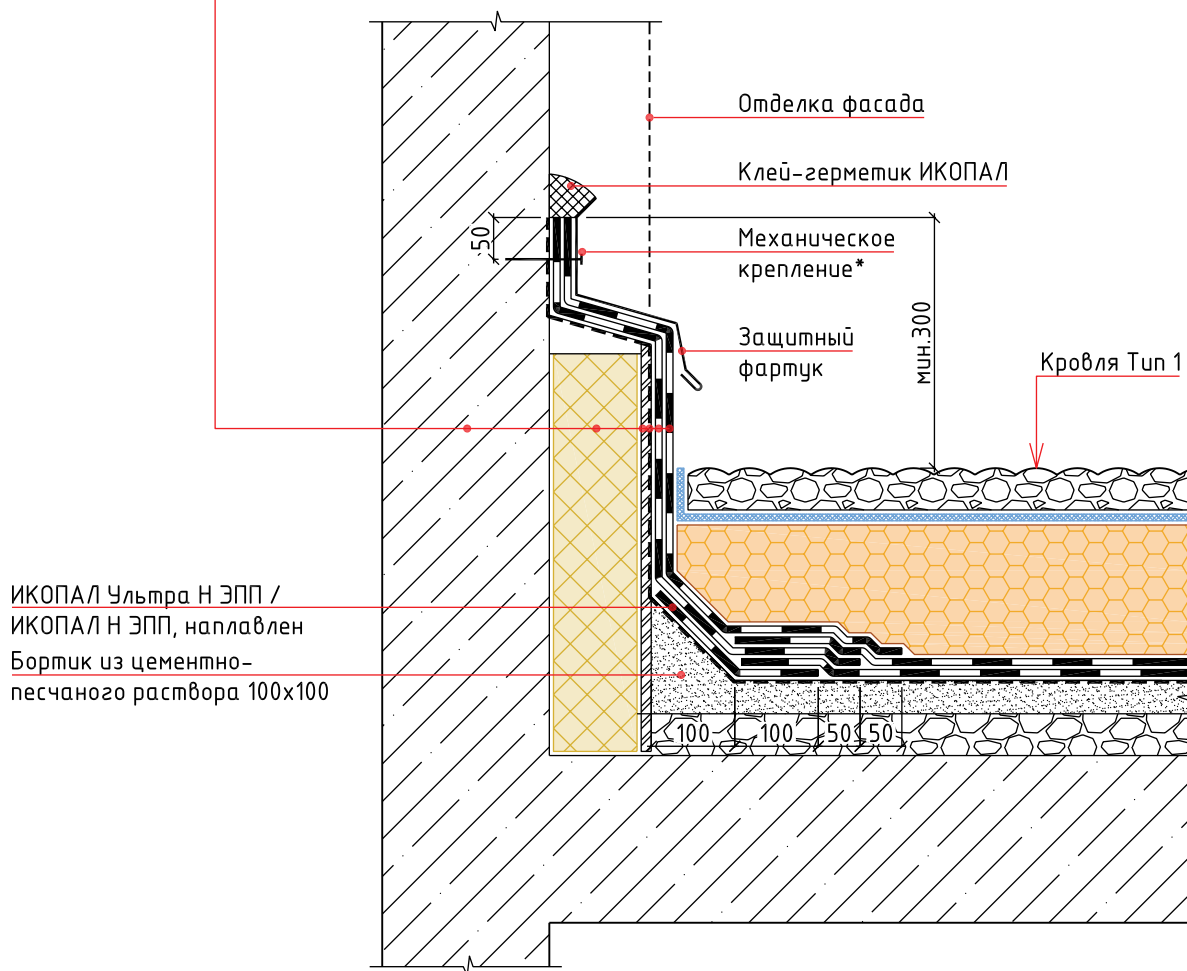 Отделка фасада
Клей-герметик ИКОПАЛ
50
Механическое
крепление*
мин.300
Защитный
фартук
Кровля Тип 1
ИКОПАЛ Ультра Н ЭПП /
ИКОПАЛ Н ЭПП, наплавлен
Бортик из цементно-
песчаного раствора 100х100
100
100
50
50